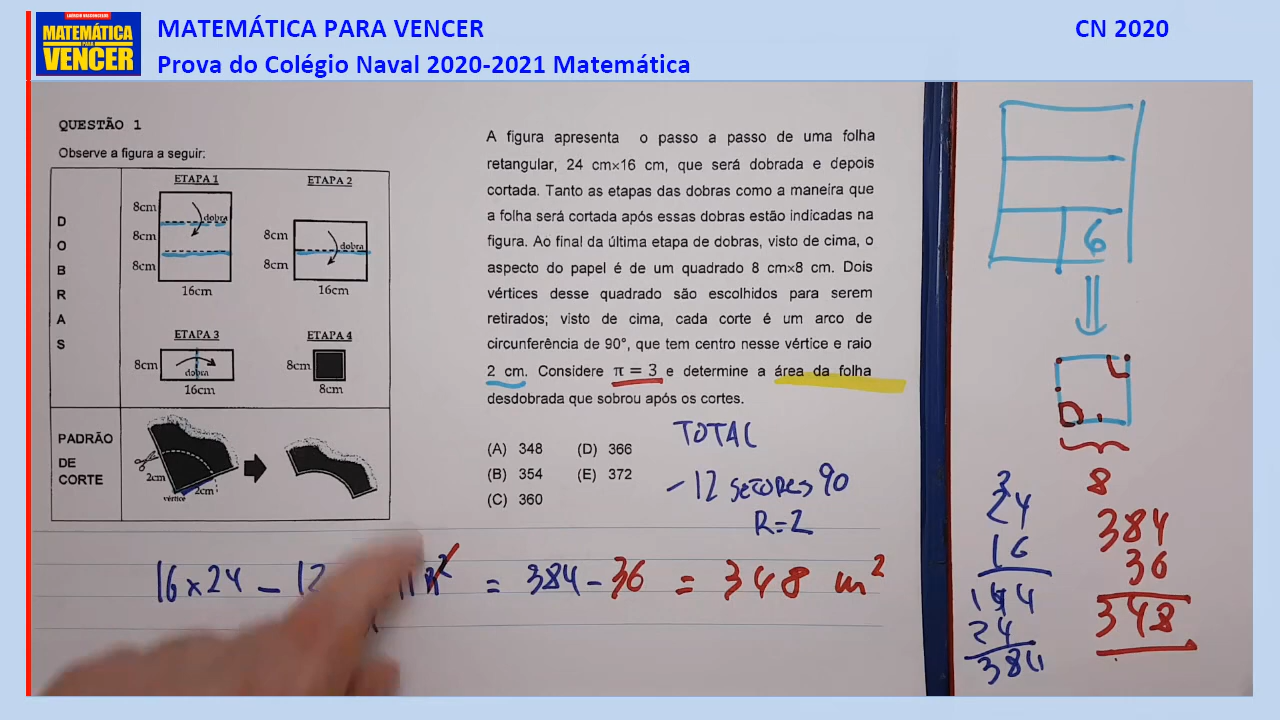 LAÉRCIO VASCONCELOS
MATEMÁTICA
PARA
VENCER
MATEMÁTICA PARA VENCER
CN 2020
Prova do Colégio Naval 2020-2021 Matemática
QUESTÃO 1
Observe a figura a seguir:
D
O
B
R
A
S
ETAPA 1
8cm
dobra
8cm
8cm
16cm
ETAPA 2
8cm
dobra
8cm
16cm
ETAPA 3
8cm
dobra
16cm
ETAPA 4
8cm
8cm
PADRÃO
DE
CORTE
2cm
2cm
vértice
A figura apresenta o passo a passo de uma folha
retangular, 24 cm×16 cm, que será dobrada e depois
cortada. Tanto as etapas das dobras como a maneira que
a folha será cortada após essas dobras estão indicadas na
figura. Ao final da última etapa de dobras, visto de cima, o
aspecto do papel é de um quadrado 8 cm×8 cm. Dois
vértices desse quadrado são escolhidos para serem
retirados; visto de cima, cada corte é um arco de
circunferência de 90°, que tem centro nesse vértice e raio
2 cm. Considere π = 3 e determine a área da folha
desdobrada que sobrou após os cortes.
(A) 348
(B) 354
(C) 360
(D) 366
(E) 372
TOTAL
- 12 SETORES 90
R=2
16×24 - 12 πR² = 384 - 36 = 348 m²
6
8
3
24
16
144
24
384
384
36
348